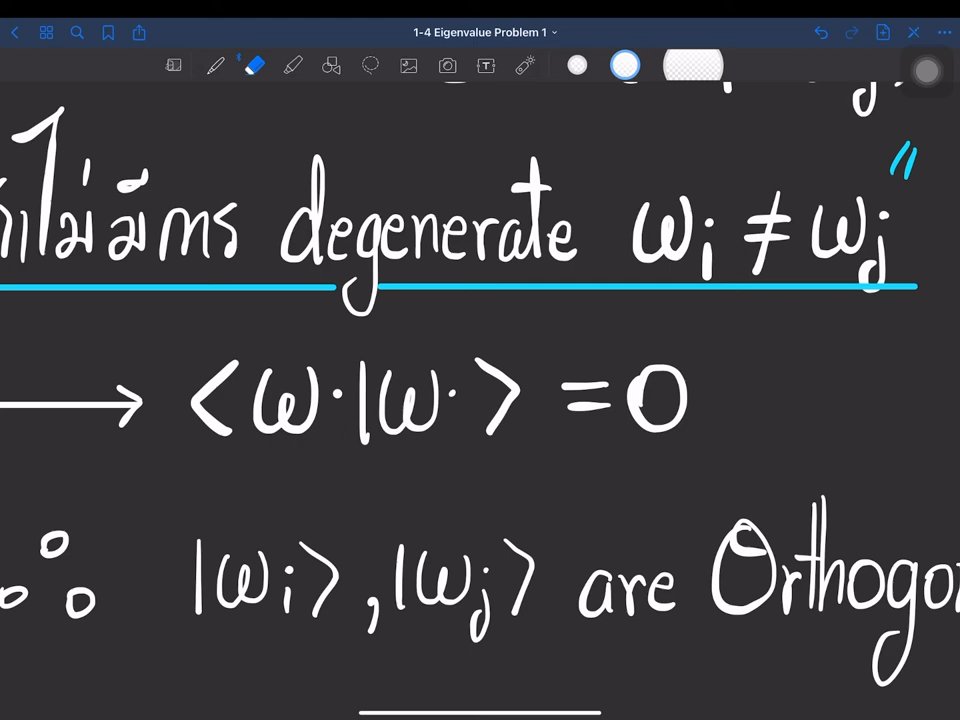 1-4 Eigenvalue Problem 1
ไม่มีการ degenerate ωᵢ ≠ ωⱼ"
⟶ <ω·|ω·> = 0
∴ |ωi>, |ωj> are Orthogo